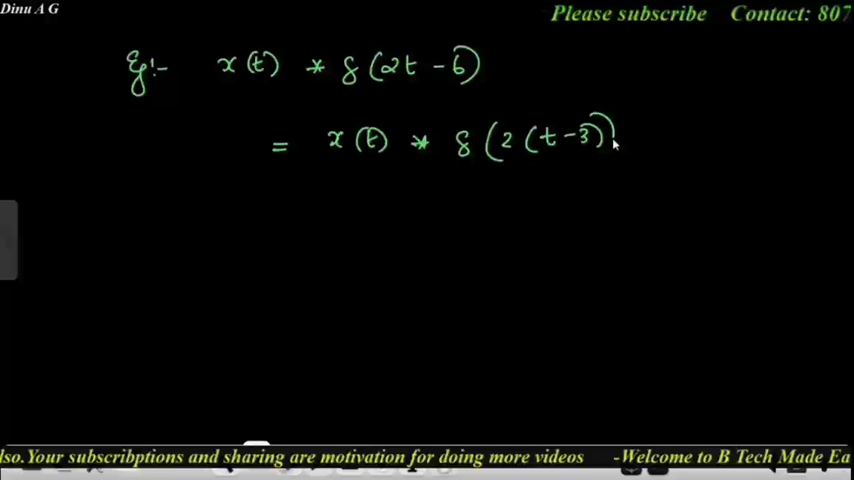 Dinu A G
Please subscribe Contact: 807
Eg:- x(t) * δ(2t-6)
= x(t) * δ(2(t-3))
lso.Your subscribptions and sharing are motivation for doing more videos -Welcome to B Tech Made Ea